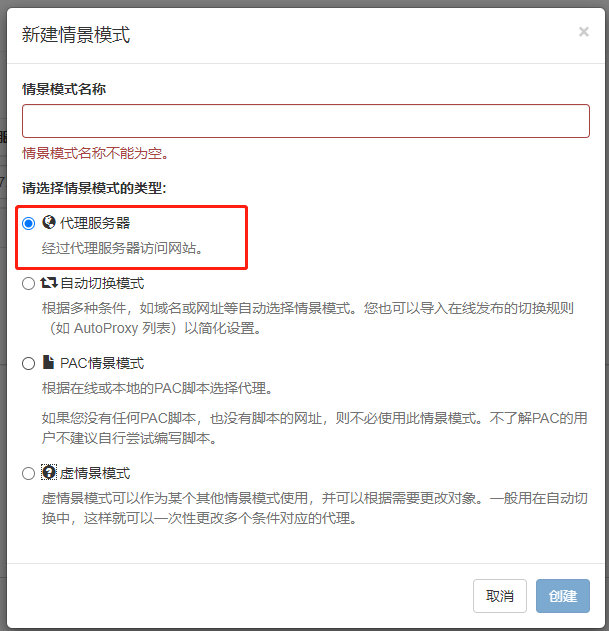 新建情景模式
×
情景模式名称
情景模式名称不能为空。
请选择情景模式的类型:
代理服务器
经过代理服务器访问网站。
自动切换模式
根据多种条件，如域名或网址等自动选择情景模式。您也可以导入在线发布的切换规则
（如 AutoProxy 列表）以简化设置。
PAC情景模式
根据在线或本地的PAC脚本选择代理。
如果您没有任何PAC脚本，也没有脚本的网址，则不必使用此情景模式。不了解PAC的用
户不建议自行尝试编写脚本。
虚情景模式
虚情景模式可以作为某个其他情景模式使用，并可以根据需要更改对象。一般用在自动切
换中，这样就可以一次性更改多个条件对应的代理。
取消
创建